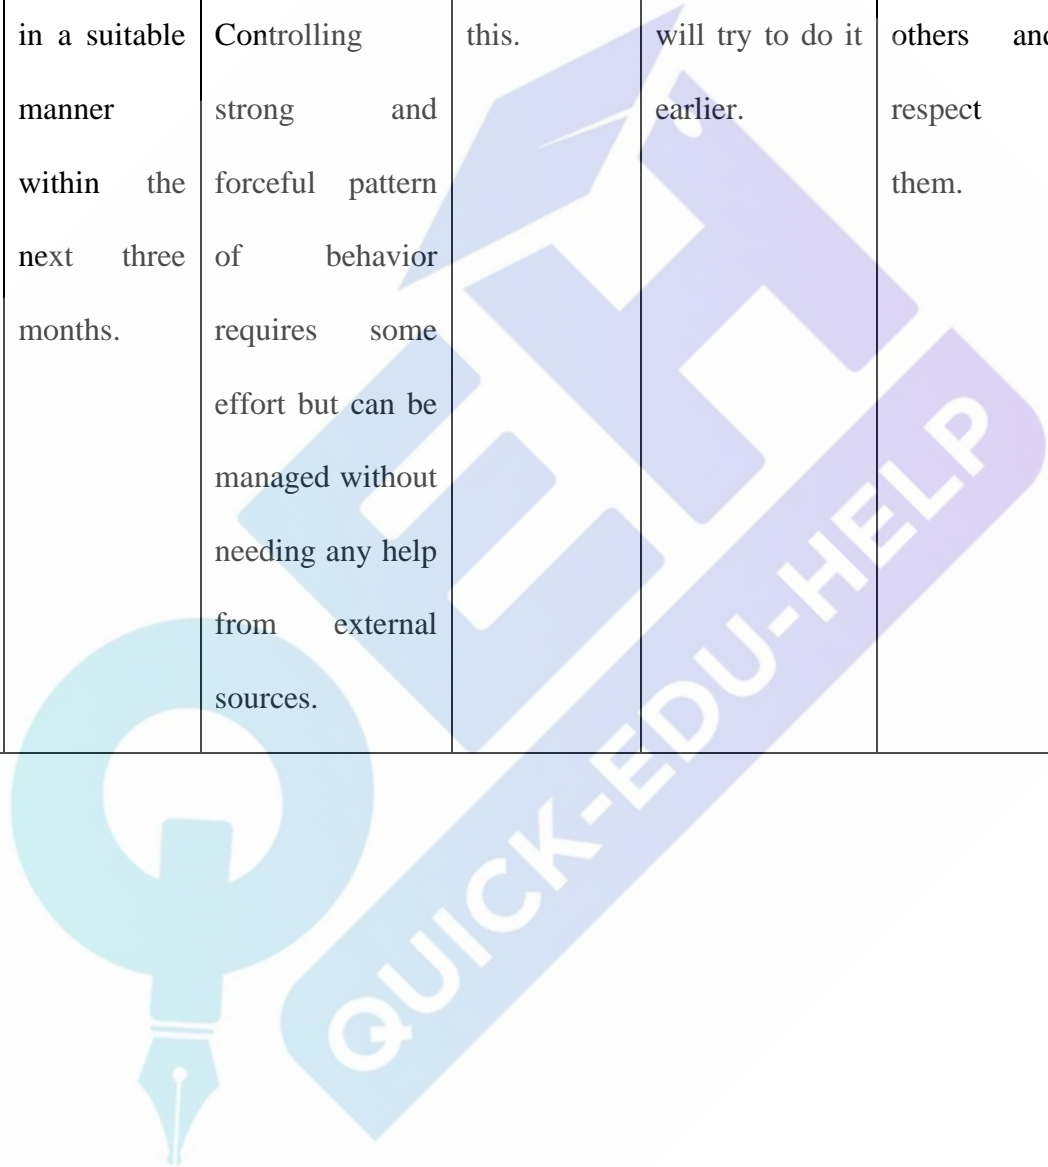 in a suitable
manner
within the
next three
months.
Controlling
strong and
forceful pattern
of behavior
requires some
effort but can be
managed without
needing any help
from external
sources.
this.
will try to do it
earlier.
others and
respect
them.
QEH
QUICK-EDU-HELP